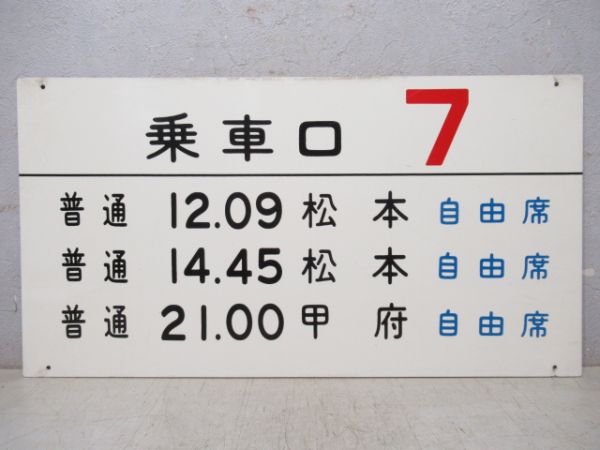 乗車口 7
普通 12.09 松本 自由席
普通 14.45 松本 自由席
普通 21.00 甲府 自由席